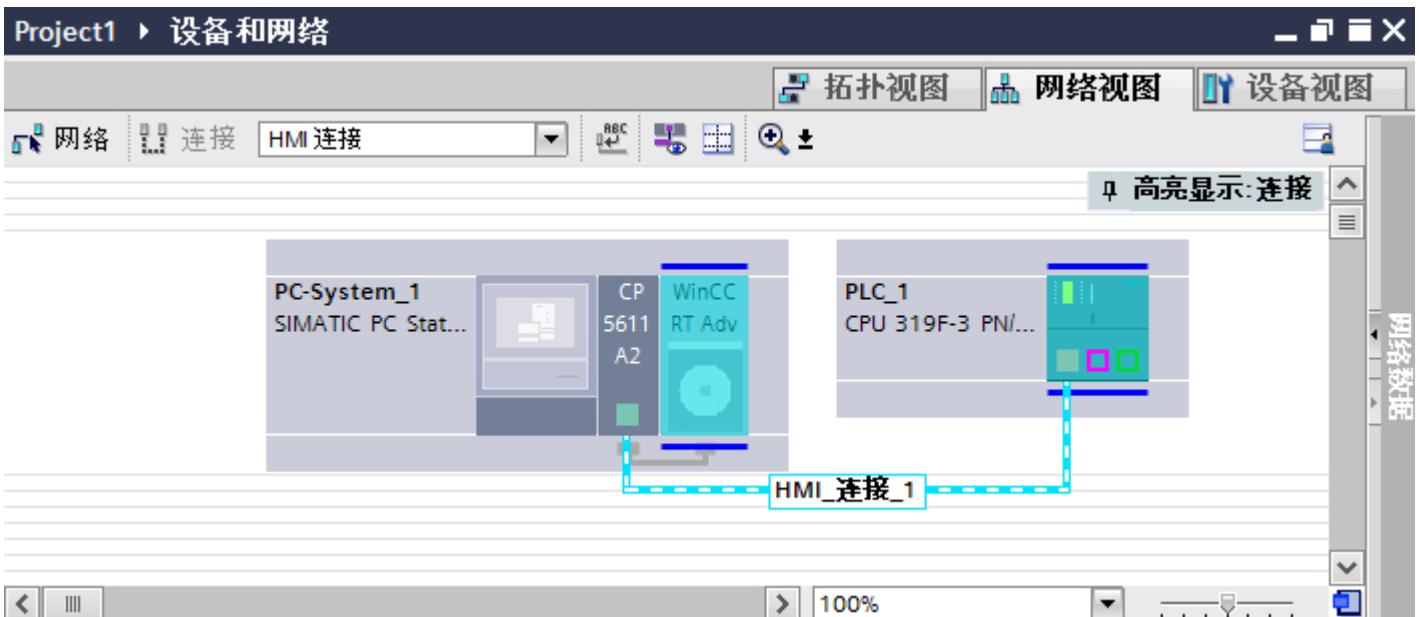 Project1 ▸ 设备和网络
拓扑视图 网络视图 设备视图
网络 连接 HMI 连接
高亮显示:连接
PC-System_1
SIMATIC PC Stat...
CP
5611
A2
WinCC
RT Adv
PLC_1
CPU 319F-3 PN/...
HMI_连接_1
网络数据
100%